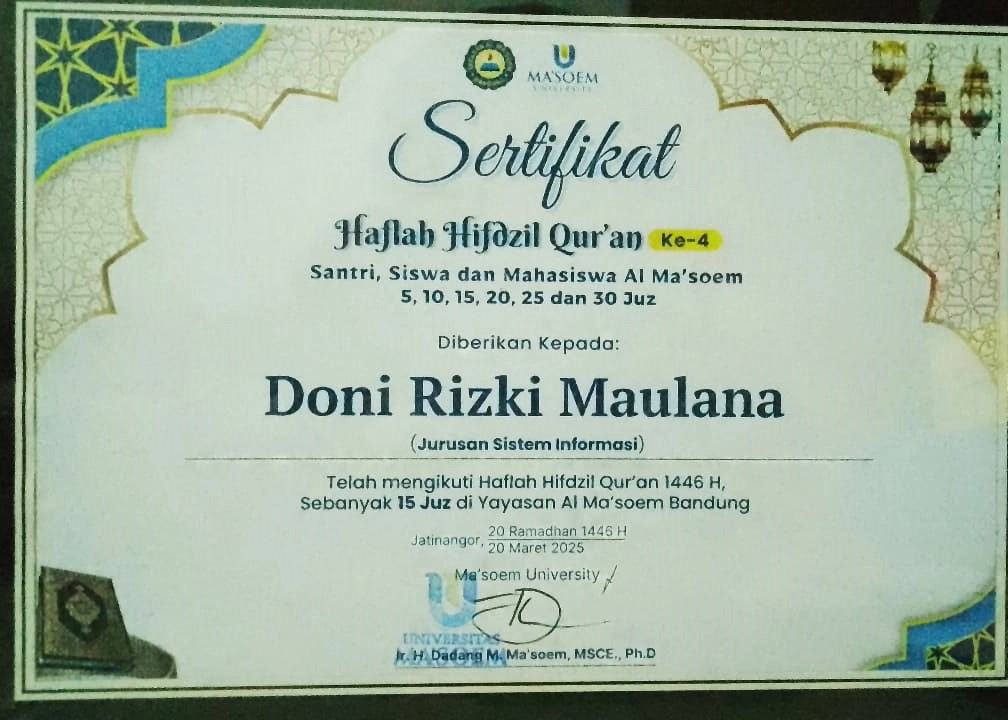 MA'SOEM
UNIVERSITY
Sertifikat
Haflah Hifdzil Qur'an Ke-4
Santri, Siswa dan Mahasiswa Al Ma'soem
5, 10, 15, 20, 25 dan 30 Juz
Diberikan Kepada:
Doni Rizki Maulana
(Jurusan Sistem Informasi)
Telah mengikuti Haflah Hifdzil Qur'an 1446 H,
Sebanyak 15 Juz di Yayasan Al Ma'soem Bandung
Jatinangor, 20 Ramadhan 1446 H
20 Maret 2025
Ma'soem University
UNIVERSITAS
MA'SOEM
Ir. H. Dadang M. Ma'soem, MSCE., Ph.D